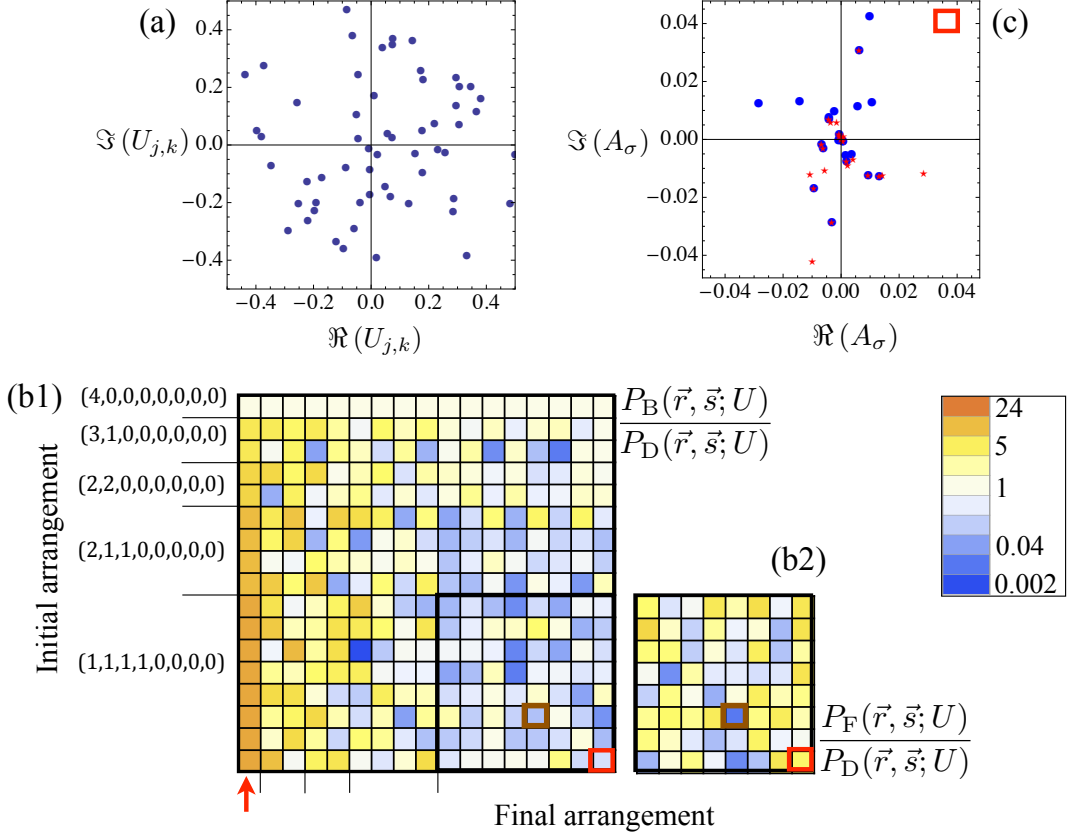 (a)
0.4
0.2
ℑ (U_{j,k}) 0.0
−0.2
−0.4
−0.4 −0.2 0.0 0.2 0.4
ℜ (U_{j,k})
(c)
0.04
0.02
ℑ (A_σ) 0.00
−0.02
−0.04
−0.04 −0.02 0.00 0.02 0.04
ℜ (A_σ)
(b1)
Initial arrangement
(4,0,0,0,0,0,0,0)
(3,1,0,0,0,0,0,0)
(2,2,0,0,0,0,0,0)
(2,1,1,0,0,0,0,0)
(1,1,1,1,0,0,0,0)
P_B(r⃗, s⃗; U)
P_D(r⃗, s⃗; U)
24
5
1
0.04
0.002
(b2)
P_F(r⃗, s⃗; U)
P_D(r⃗, s⃗; U)
Final arrangement